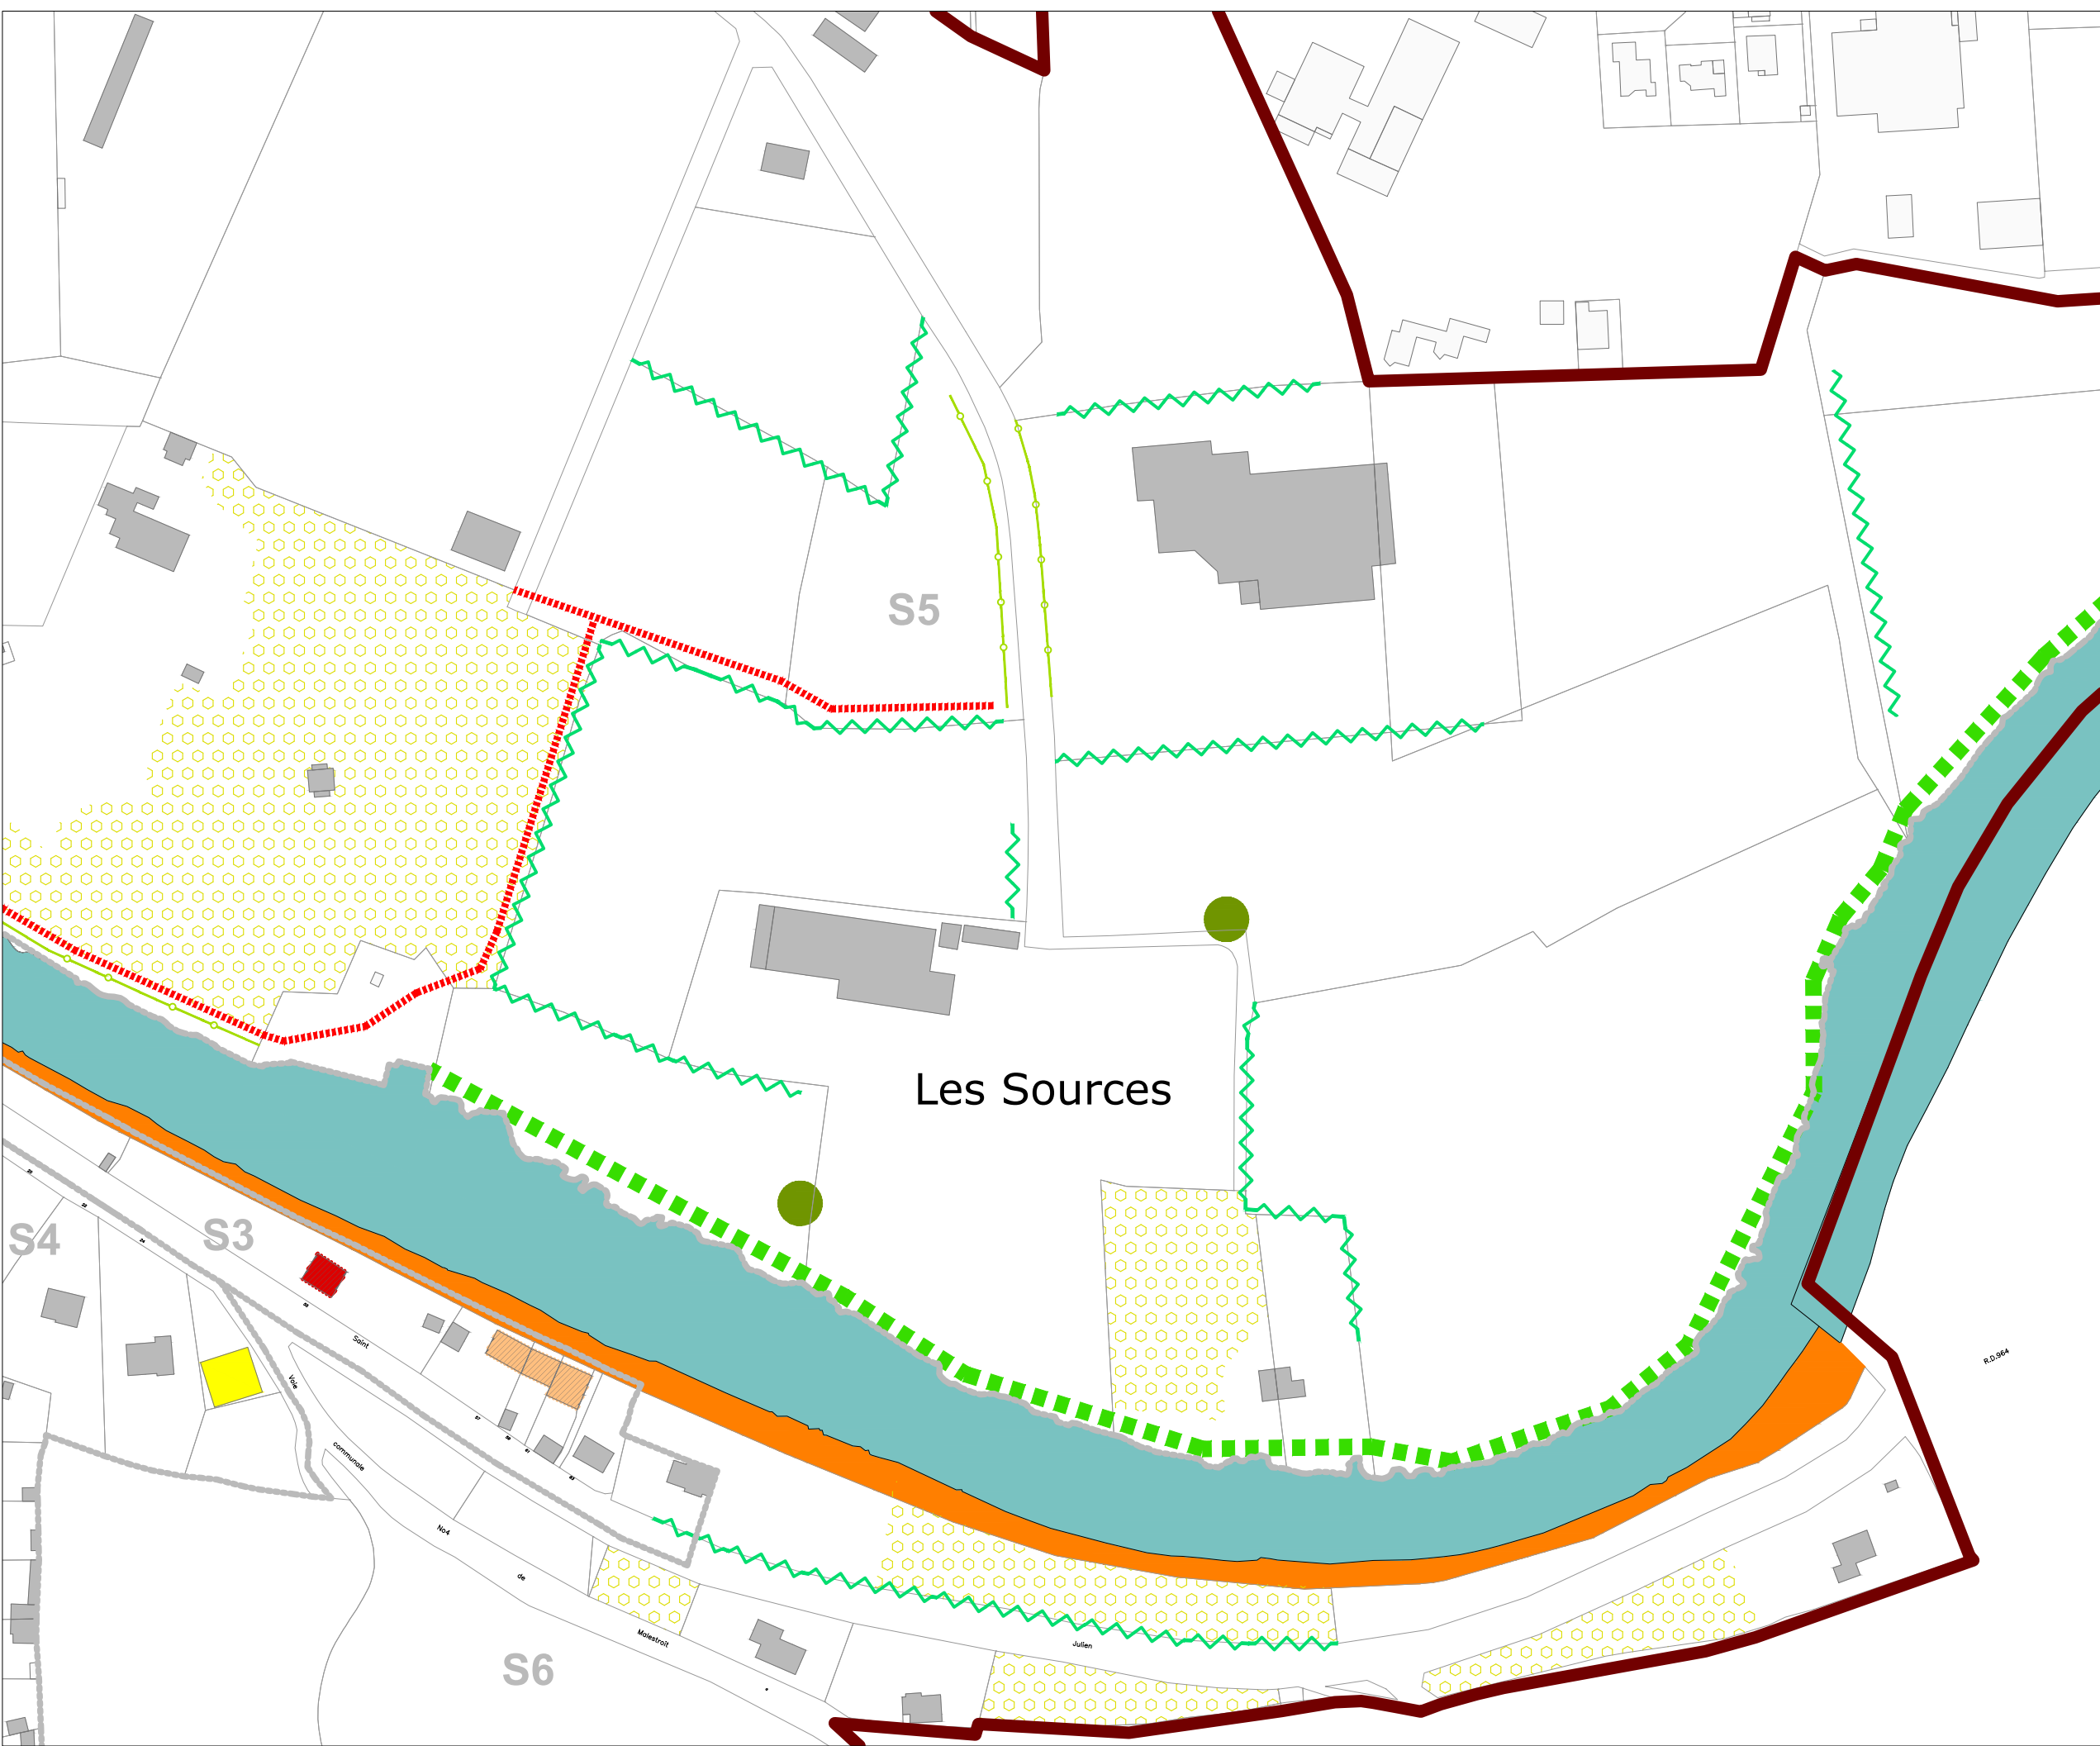 S5
Les Sources
S4
S3
Saint
Voie
R.D.964
communale
No4
de
Malestroit
Julien
S6